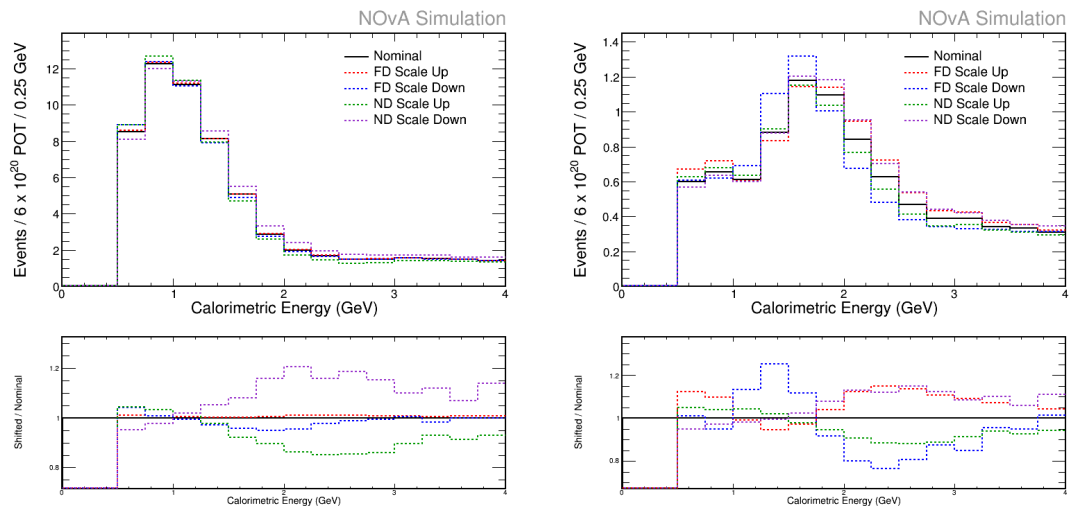 NOvA Simulation
Events / 6 x 10²⁰ POT / 0.25 GeV
12
10
8
6
4
2
0
Nominal
FD Scale Up
FD Scale Down
ND Scale Up
ND Scale Down
0 1 2 3 4
Calorimetric Energy (GeV)
Shifted / Nominal
1.2
1
0.8
0 1 2 3 4
Calorimetric Energy (GeV)
NOvA Simulation
Events / 6 x 10²⁰ POT / 0.25 GeV
1.4
1.2
1
0.8
0.6
0.4
0.2
0
Nominal
FD Scale Up
FD Scale Down
ND Scale Up
ND Scale Down
0 1 2 3 4
Calorimetric Energy (GeV)
Shifted / Nominal
1.2
1
0.8
0 1 2 3 4
Calorimetric Energy (GeV)